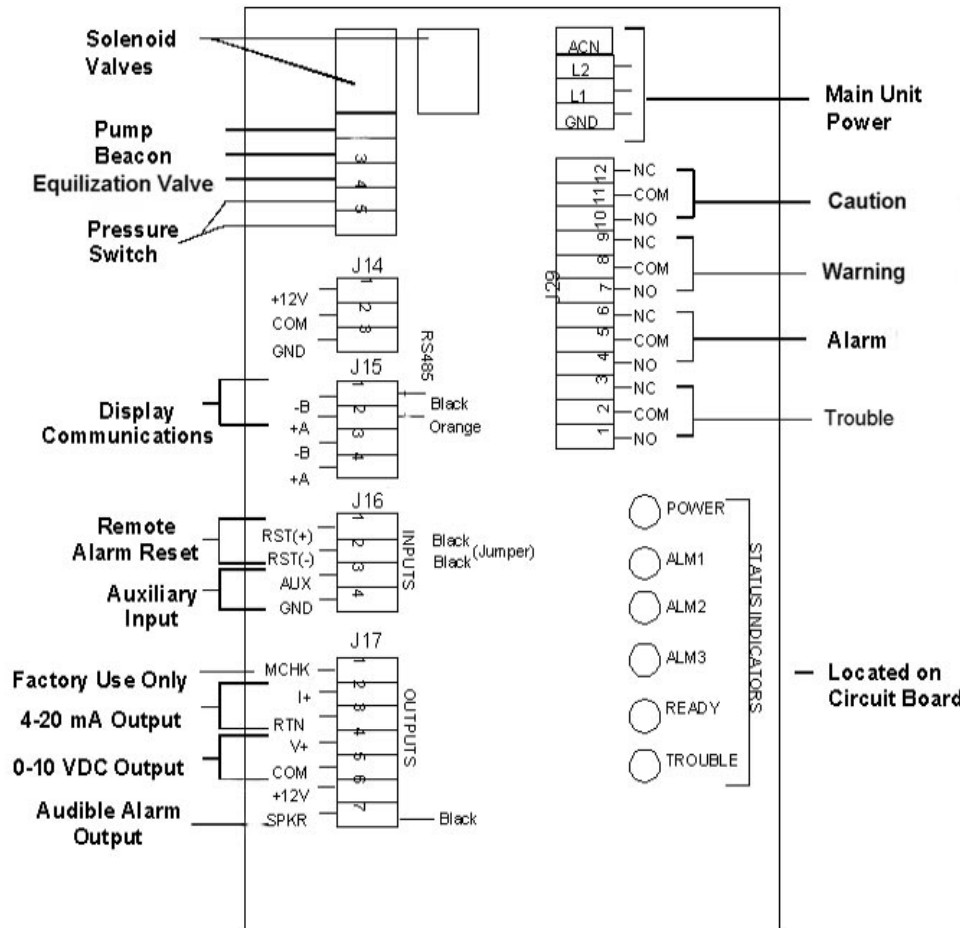 Solenoid
Valves
Pump
Beacon
Equilization Valve
Pressure
Switch
3
4
5
ACN
L2
L1
GND
Main Unit
Power
J29
12 NC
11 COM
10 NO
Caution
9 NC
8 COM
7 NO
Warning
6 NC
5 COM
4 NO
Alarm
3 NC
2 COM
1 NO
Trouble
J14
1
2
3
+12V
COM
GND
RS485
J15
1
2
3
4
-B
+A
-B
+A
Black
Orange
Display
Communications
J16
1
2
3
4
INPUTS
RST(+)
RST(-)
AUX
GND
Black
Black
(Jumper)
Remote
Alarm Reset
Auxiliary
Input
J17
1
2
3
4
5
6
7
OUTPUTS
MCHK
I+
RTN
V+
COM
+12V
SPKR
Black
Factory Use Only
4-20 mA Output
0-10 VDC Output
Audible Alarm
Output
POWER
ALM1
ALM2
ALM3
READY
TROUBLE
STATUS INDICATORS
Located on
Circuit Board